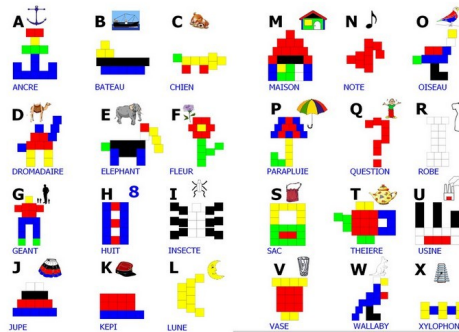 A B C
ANCRE BATEAU CHIEN
D E F
DROMADAIRE ELEPHANT FLEUR
G H 8 I
GEANT HUIT INSECTE
J K L
JUPE KEPI LUNE
M N O
MAISON NOTE OISEAU
P Q R
PARAPLUIE QUESTION ROBE
S T U
SAC THEIERE USINE
V W X
VASE WALLABY XYLOPHON